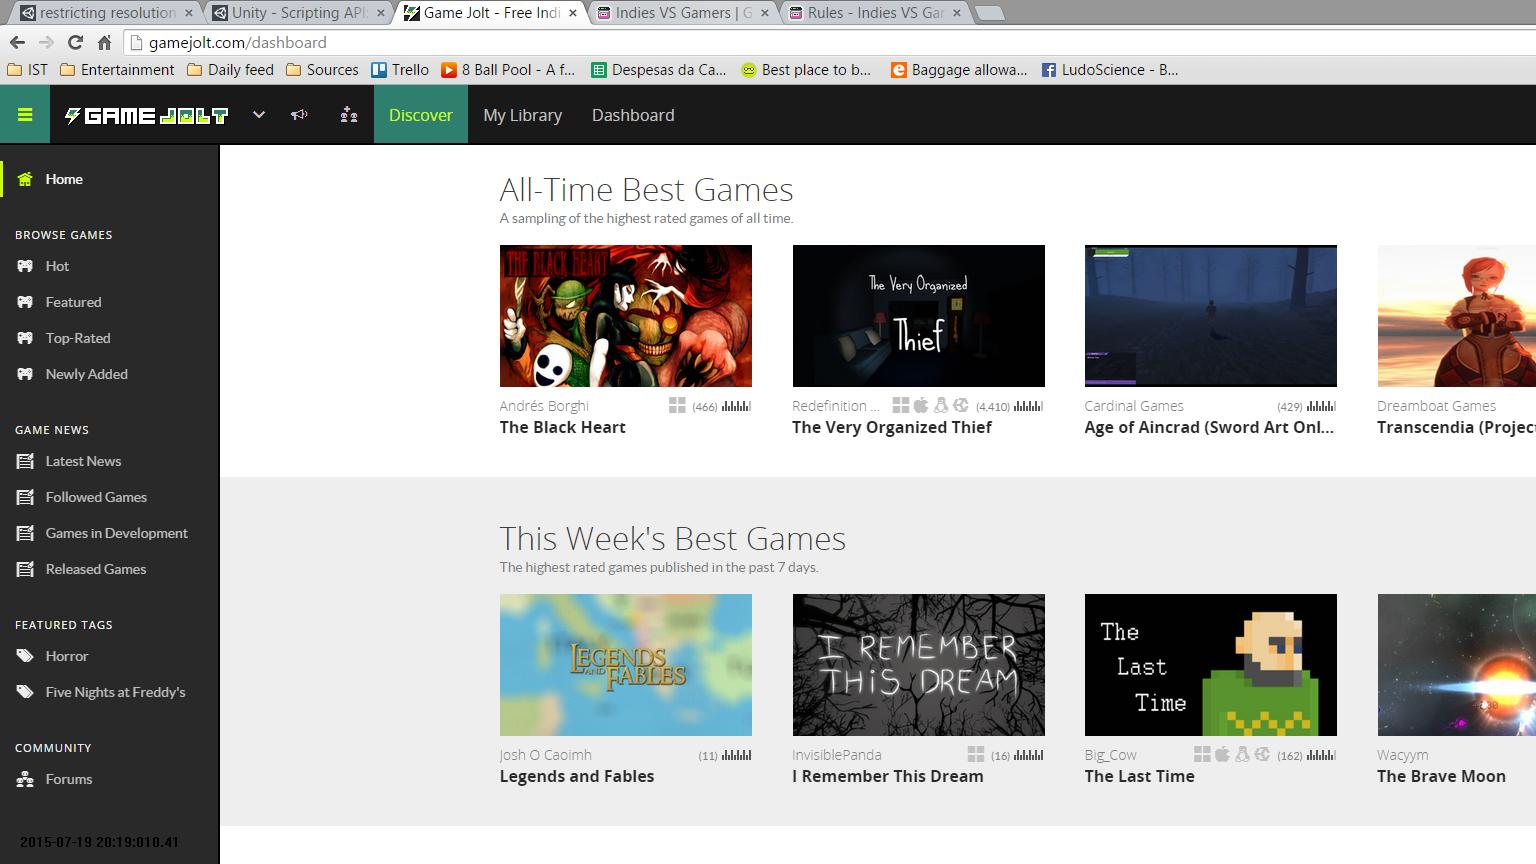 restricting resolution
Unity - Scripting API:
Game Jolt - Free Indi
Indies VS Gamers | G
Rules - Indies VS Gar
gamejolt.com/dashboard
IST
Entertainment
Daily feed
Sources
Trello
8 Ball Pool - A f...
Despesas da Ca...
Best place to b...
Baggage allowa...
LudoScience - B...
GAME JOLT
Discover
My Library
Dashboard
Home
BROWSE GAMES
Hot
Featured
Top-Rated
Newly Added
GAME NEWS
Latest News
Followed Games
Games in Development
Released Games
FEATURED TAGS
Horror
Five Nights at Freddy's
COMMUNITY
Forums
2015-07-19 20:19:010.41
All-Time Best Games
A sampling of the highest rated games of all time.
THE BLACK HEART
The Very Organized
Thief
Andrés Borghi
(466)
The Black Heart
Redefinition ...
(4,410)
The Very Organized Thief
Cardinal Games
(429)
Age of Aincrad (Sword Art Onl...
Dreamboat Games
Transcendia (Project
This Week's Best Games
The highest rated games published in the past 7 days.
LEGENDS
AND FABLES
I REMEMBER
THIS DREAM
The
Last
Time
Josh O Caoimh
(11)
Legends and Fables
InvisiblePanda
(16)
I Remember This Dream
Big_Cow
(162)
The Last Time
Wacyym
The Brave Moon